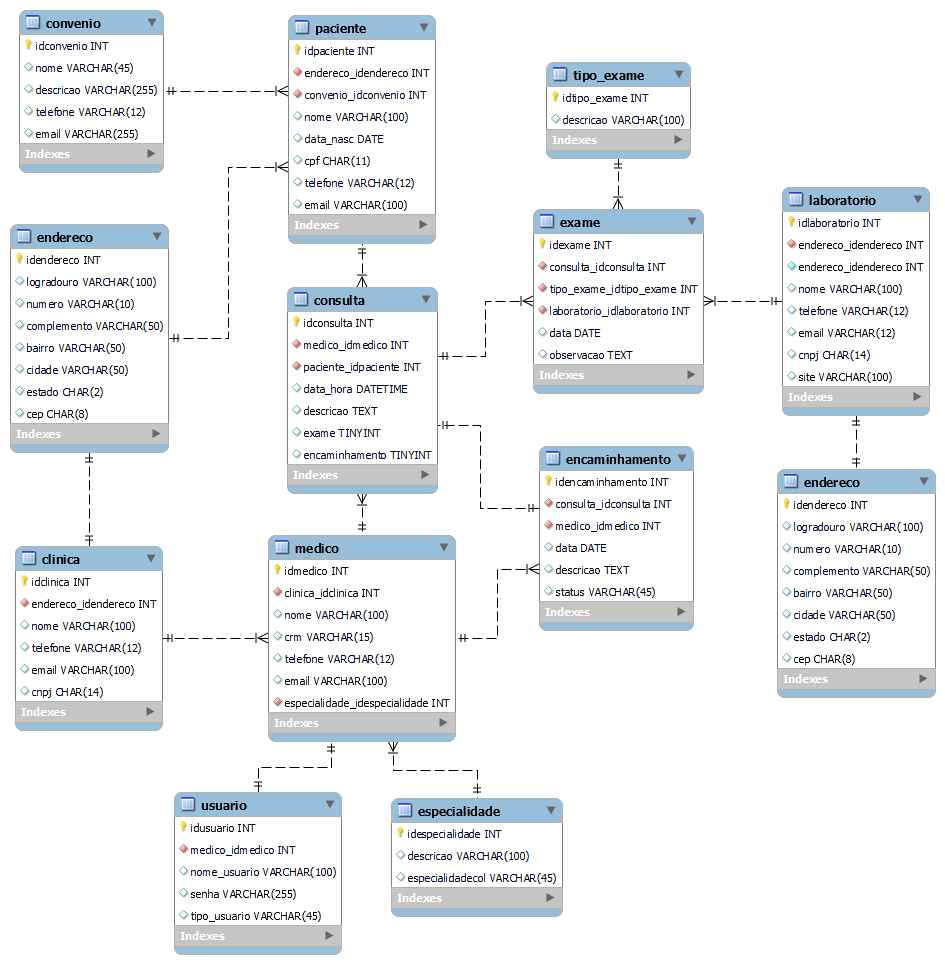 convenio
idconvenio INT
nome VARCHAR(45)
descricao VARCHAR(255)
telefone VARCHAR(12)
email VARCHAR(255)
Indexes
paciente
idpaciente INT
endereco_idendereco INT
convenio_idconvenio INT
nome VARCHAR(100)
data_nasc DATE
cpf CHAR(11)
telefone VARCHAR(12)
email VARCHAR(100)
Indexes
tipo_exame
idtipo_exame INT
descricao VARCHAR(100)
Indexes
laboratorio
idlaboratorio INT
endereco_idendereco INT
endereco_idendereco INT
nome VARCHAR(100)
telefone VARCHAR(12)
email VARCHAR(12)
cnpj CHAR(14)
site VARCHAR(100)
Indexes
exame
idexame INT
consulta_idconsulta INT
tipo_exame_idtipo_exame INT
laboratorio_idlaboratorio INT
data DATE
observacao TEXT
Indexes
endereco
idendereco INT
logradouro VARCHAR(100)
numero VARCHAR(10)
complemento VARCHAR(50)
bairro VARCHAR(50)
cidade VARCHAR(50)
estado CHAR(2)
cep CHAR(8)
Indexes
consulta
idconsulta INT
medico_idmedico INT
paciente_idpaciente INT
data_hora DATETIME
descricao TEXT
exame TINYINT
encaminhamento TINYINT
Indexes
encaminhamento
idencaminhamento INT
consulta_idconsulta INT
medico_idmedico INT
data DATE
descricao TEXT
status VARCHAR(45)
Indexes
endereco
idendereco INT
logradouro VARCHAR(100)
numero VARCHAR(10)
complemento VARCHAR(50)
bairro VARCHAR(50)
cidade VARCHAR(50)
estado CHAR(2)
cep CHAR(8)
Indexes
clinica
idclinica INT
endereco_idendereco INT
nome VARCHAR(100)
telefone VARCHAR(12)
email VARCHAR(100)
cnpj CHAR(14)
Indexes
medico
idmedico INT
clinica_idclinica INT
nome VARCHAR(100)
crm VARCHAR(15)
telefone VARCHAR(12)
email VARCHAR(100)
especialidade_idespecialidade INT
Indexes
usuario
idusuario INT
medico_idmedico INT
nome_usuario VARCHAR(100)
senha VARCHAR(255)
tipo_usuario VARCHAR(45)
Indexes
especialidade
idespecialidade INT
descricao VARCHAR(100)
especialidadecol VARCHAR(45)
Indexes